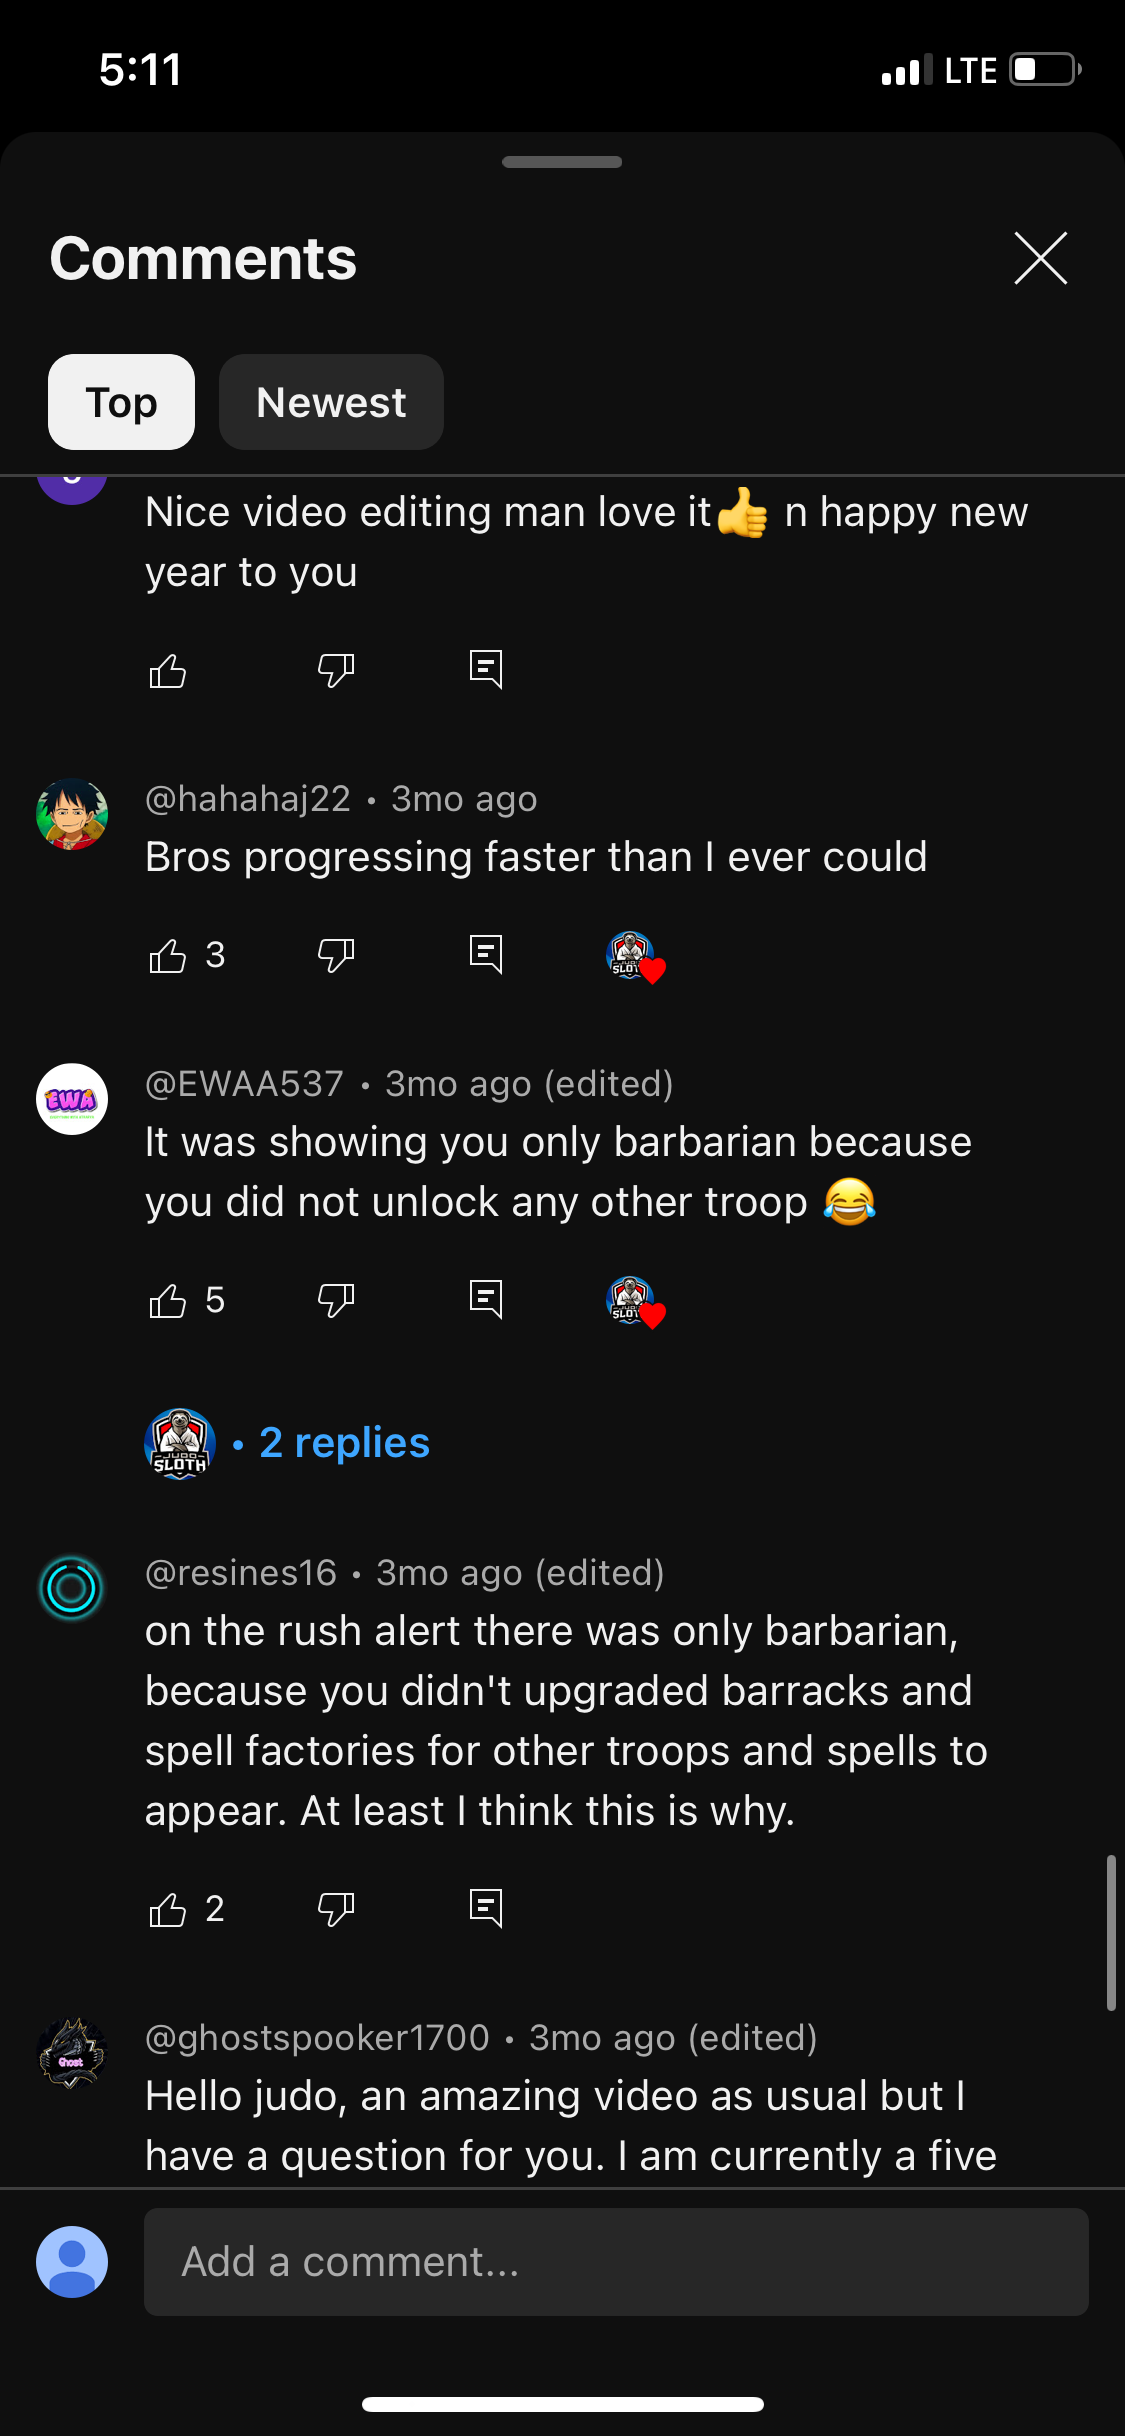 5:11
LTE
Comments
Top
Newest
Nice video editing man love it👍 n happy new
year to you
@hahahaj22 • 3mo ago
Bros progressing faster than I ever could
3
EWA
@EWAA537 • 3mo ago (edited)
It was showing you only barbarian because
you did not unlock any other troop 😂
5
JUDO
SLOTH
• 2 replies
@resines16 • 3mo ago (edited)
on the rush alert there was only barbarian,
because you didn't upgraded barracks and
spell factories for other troops and spells to
appear. At least I think this is why.
2
Ghost
@ghostspooker1700 • 3mo ago (edited)
Hello judo, an amazing video as usual but I
have a question for you. I am currently a five
Add a comment...